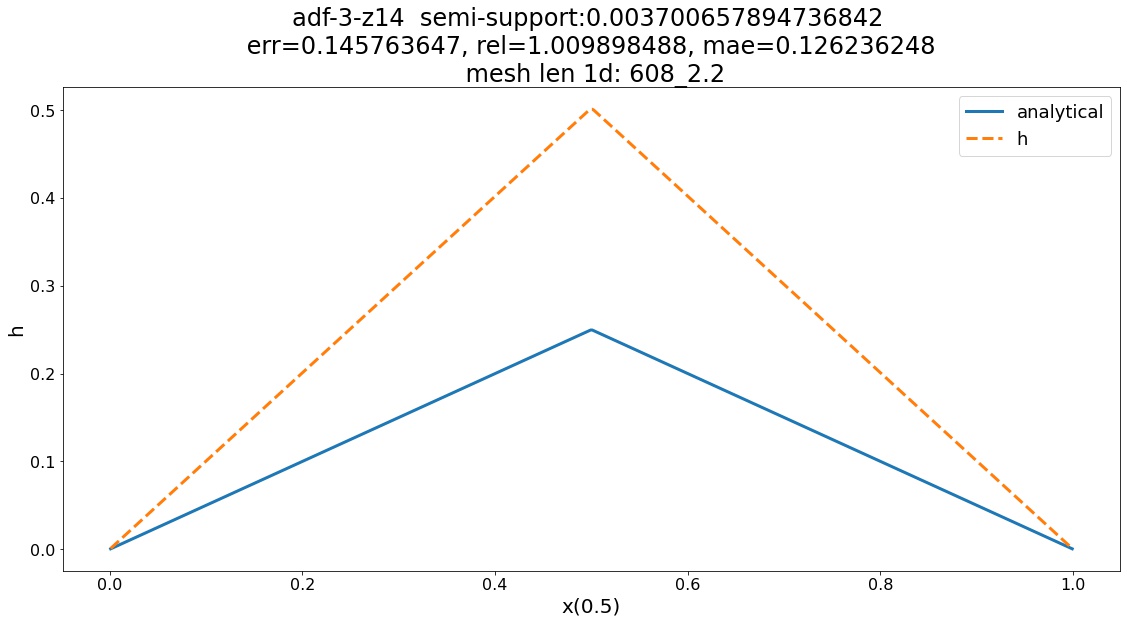 adf-3-z14  semi-support:0.003700657894736842
err=0.145763647, rel=1.009898488, mae=0.126236248
mesh len 1d: 608_2.2
analytical
h
0.5
0.4
0.3
0.2
0.1
0.0
h
0.0 0.2 0.4 0.6 0.8 1.0
x(0.5)